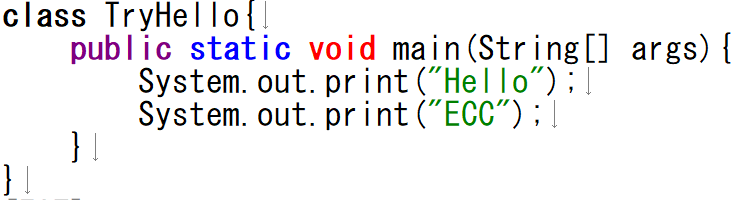 class TryHello{↓
    public static void main(String[] args){
        System.out.print("Hello");↓
        System.out.print("ECC");↓
    }↓
}↓